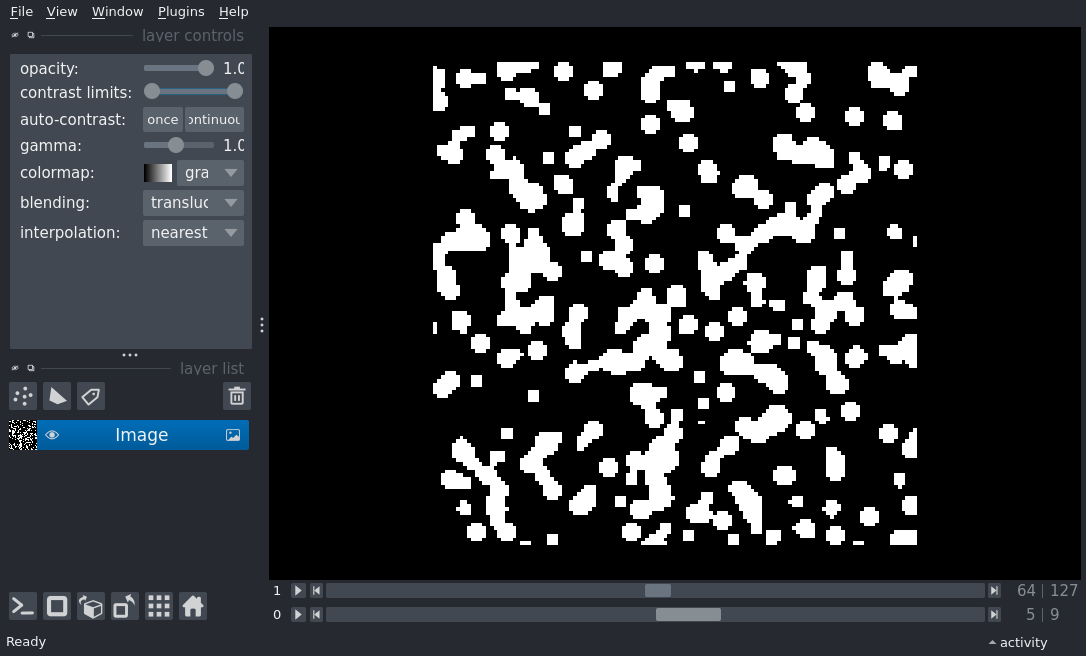 File View Window Plugins Help
layer controls
opacity: 1.0
contrast limits:
auto-contrast: once ontinuou
gamma: 1.0
colormap: gra
blending: transluc
interpolation: nearest
layer list
Image
1 64 | 127
0 5 | 9
Ready activity